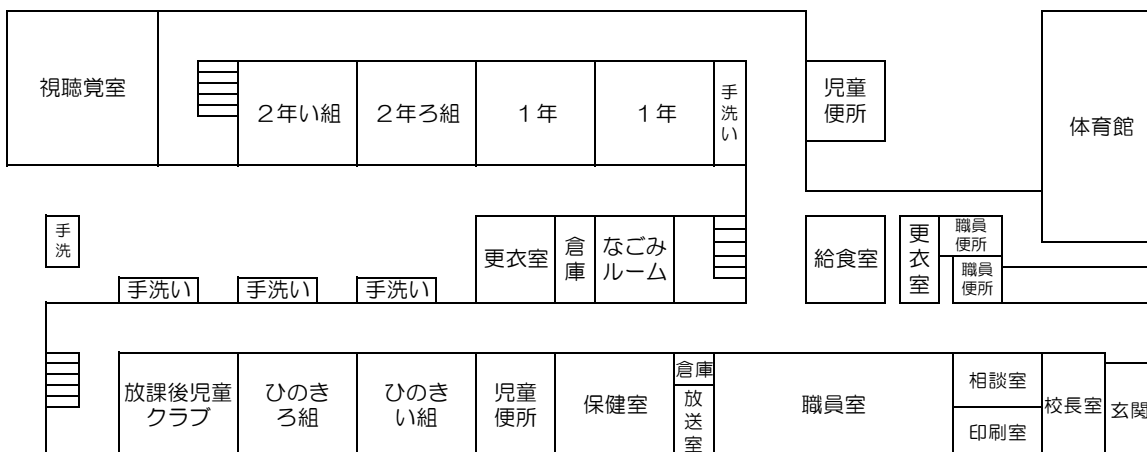 視聴覚室
２年い組
２年ろ組
１年
１年
手洗い
児童
便所
体育館
手洗
更衣室
倉庫
なごみ
ルーム
給食室
更衣室
職員
便所
職員
便所
手洗い
手洗い
手洗い
放課後児童
クラブ
ひのき
ろ組
ひのき
い組
児童
便所
保健室
倉庫
放送室
職員室
相談室
印刷室
校長室
玄関